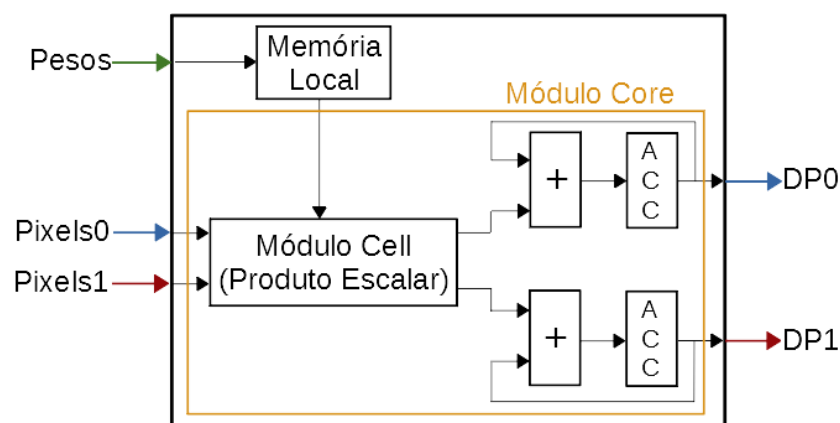 Pesos
Memória
Local
Módulo Core
Pixels0
Pixels1
Módulo Cell
(Produto Escalar)
+
A
C
C
DP0
+
A
C
C
DP1